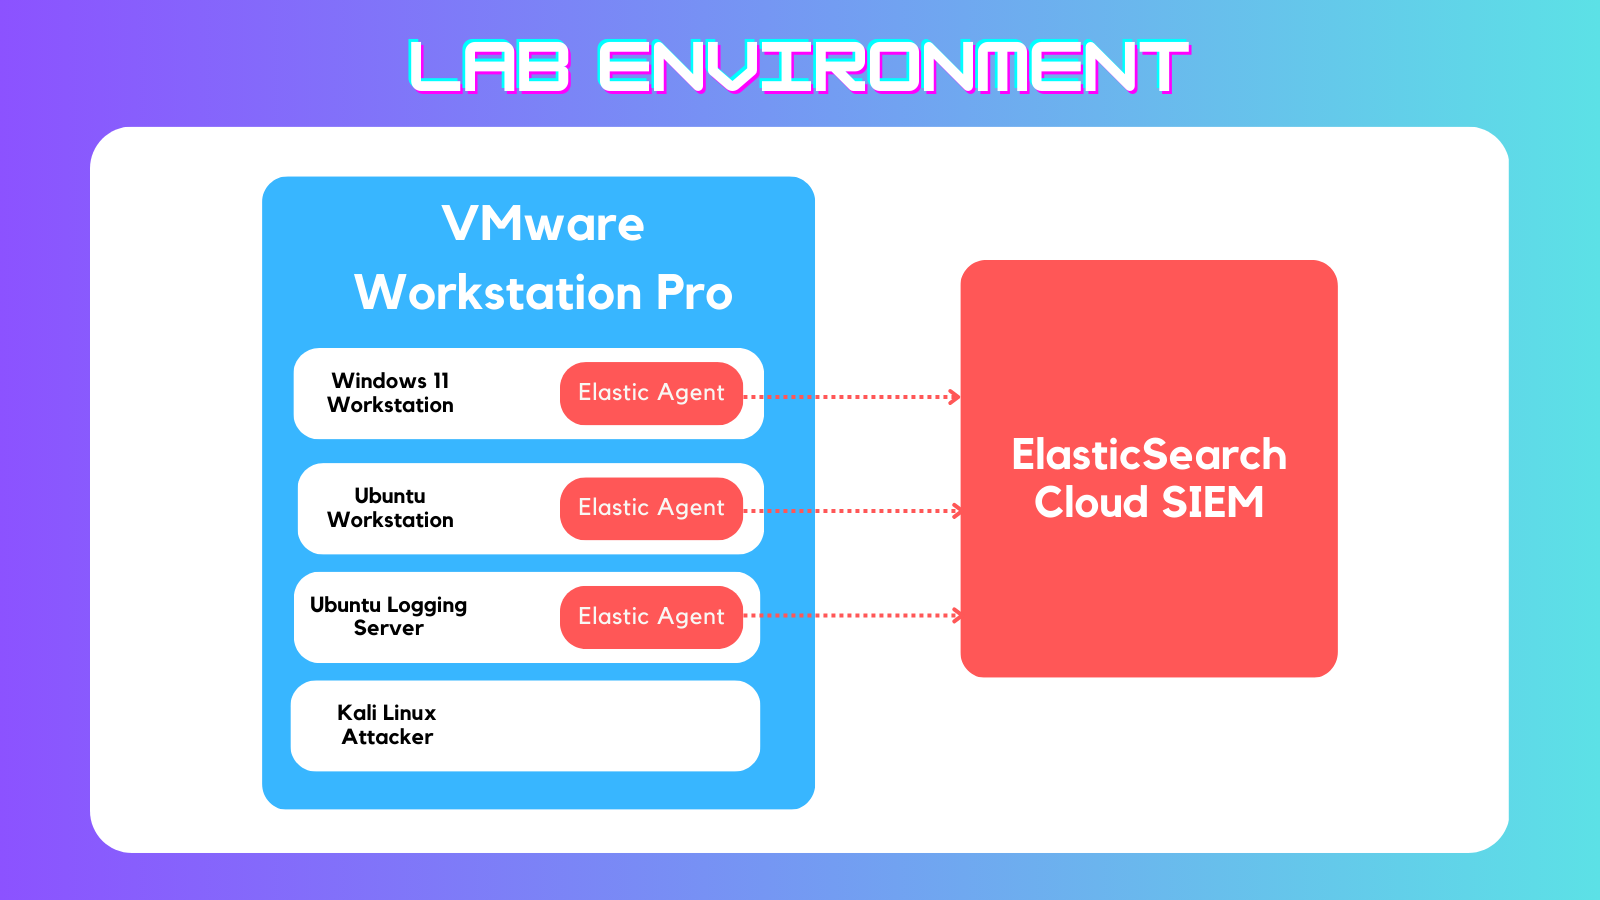 LAB ENVIRONMENT
VMware
Workstation Pro
Windows 11
Workstation
Elastic Agent
Ubuntu
Workstation
Elastic Agent
Ubuntu Logging
Server
Elastic Agent
Kali Linux
Attacker
ElasticSearch
Cloud SIEM